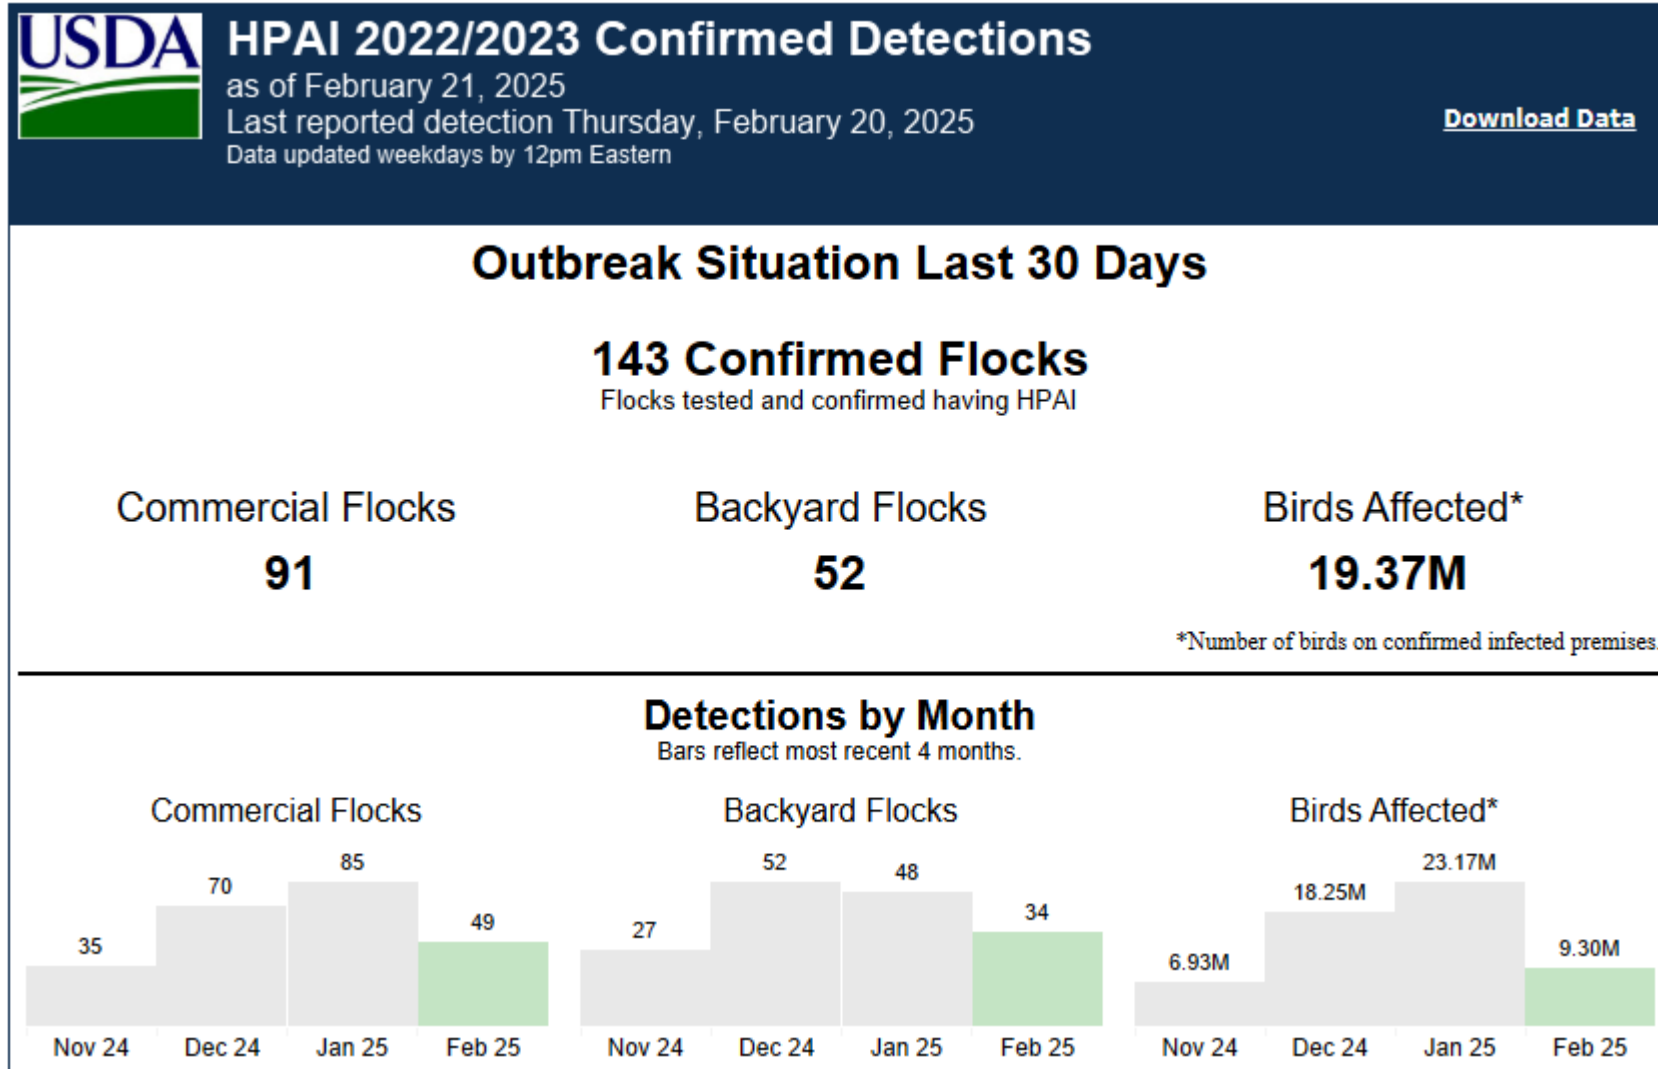 USDA
HPAI 2022/2023 Confirmed Detections
as of February 21, 2025
Last reported detection Thursday, February 20, 2025
Data updated weekdays by 12pm Eastern
Download Data
Outbreak Situation Last 30 Days
143 Confirmed Flocks
Flocks tested and confirmed having HPAI
Commercial Flocks
91
Backyard Flocks
52
Birds Affected*
19.37M
*Number of birds on confirmed infected premises.
Detections by Month
Bars reflect most recent 4 months.
Commercial Flocks
35
70
85
49
Nov 24
Dec 24
Jan 25
Feb 25
Backyard Flocks
27
52
48
34
Nov 24
Dec 24
Jan 25
Feb 25
Birds Affected*
6.93M
18.25M
23.17M
9.30M
Nov 24
Dec 24
Jan 25
Feb 25